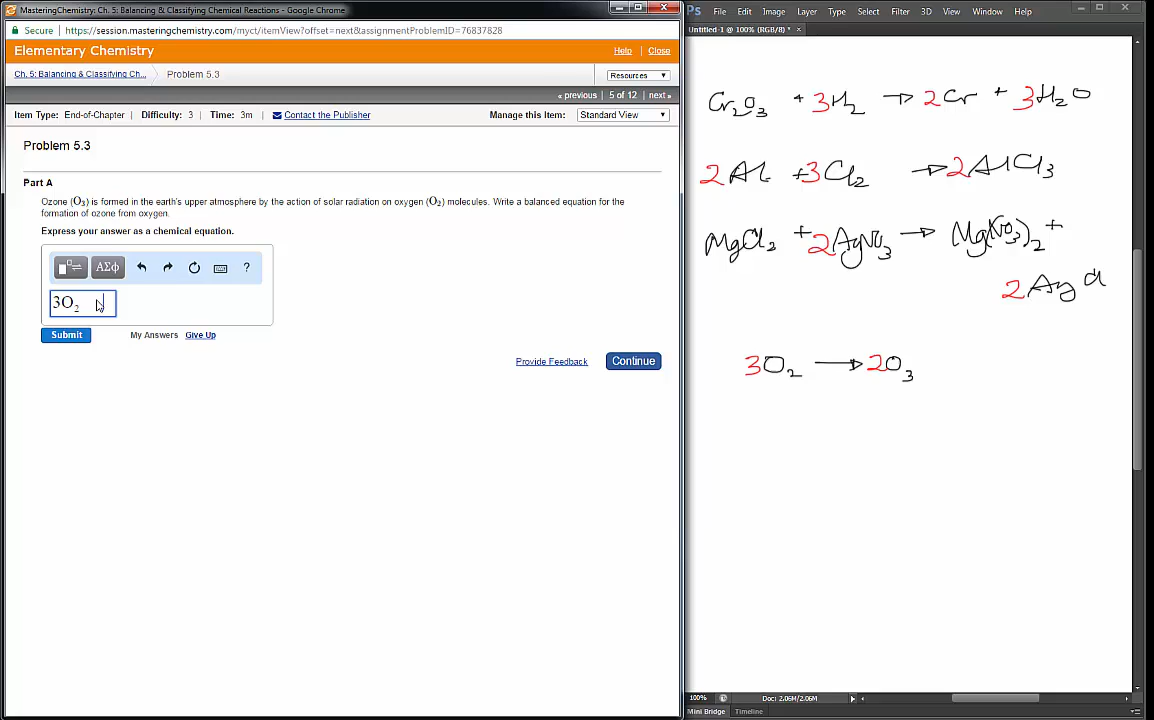 MasteringChemistry: Ch. 5: Balancing & Classifying Chemical Reactions - Google Chrome
Secure https://session.masteringchemistry.com/myct/itemView?offset=next&assignmentProblemID=76837828
Elementary Chemistry
Help Close
Ch. 5: Balancing & Classifying Ch... Problem 5.3
Resources
« previous 5 of 12 next »
Item Type: End-of-Chapter Difficulty: 3 Time: 3m Contact the Publisher
Manage this Item: Standard View
Problem 5.3
Part A
Ozone (O₃) is formed in the earth's upper atmosphere by the action of solar radiation on oxygen (O₂) molecules. Write a balanced equation for the
formation of ozone from oxygen.
Express your answer as a chemical equation.
ΑΣϕ ?
3O₂
Submit My Answers Give Up
Provide Feedback Continue
Ps File Edit Image Layer Type Select Filter 3D View Window Help
Untitled-1 @ 100% (RGB/8) * ×
Cr₂O₃ + 3H₂ → 2Cr + 3H₂O
2Al + 3Cl₂ → 2AlCl₃
MgCl₂ + 2AgNO₃ → Mg(NO₃)₂ +
2AgCl
3O₂ → 2O₃
100% Doc: 2.06M/2.06M
Mini Bridge Timeline